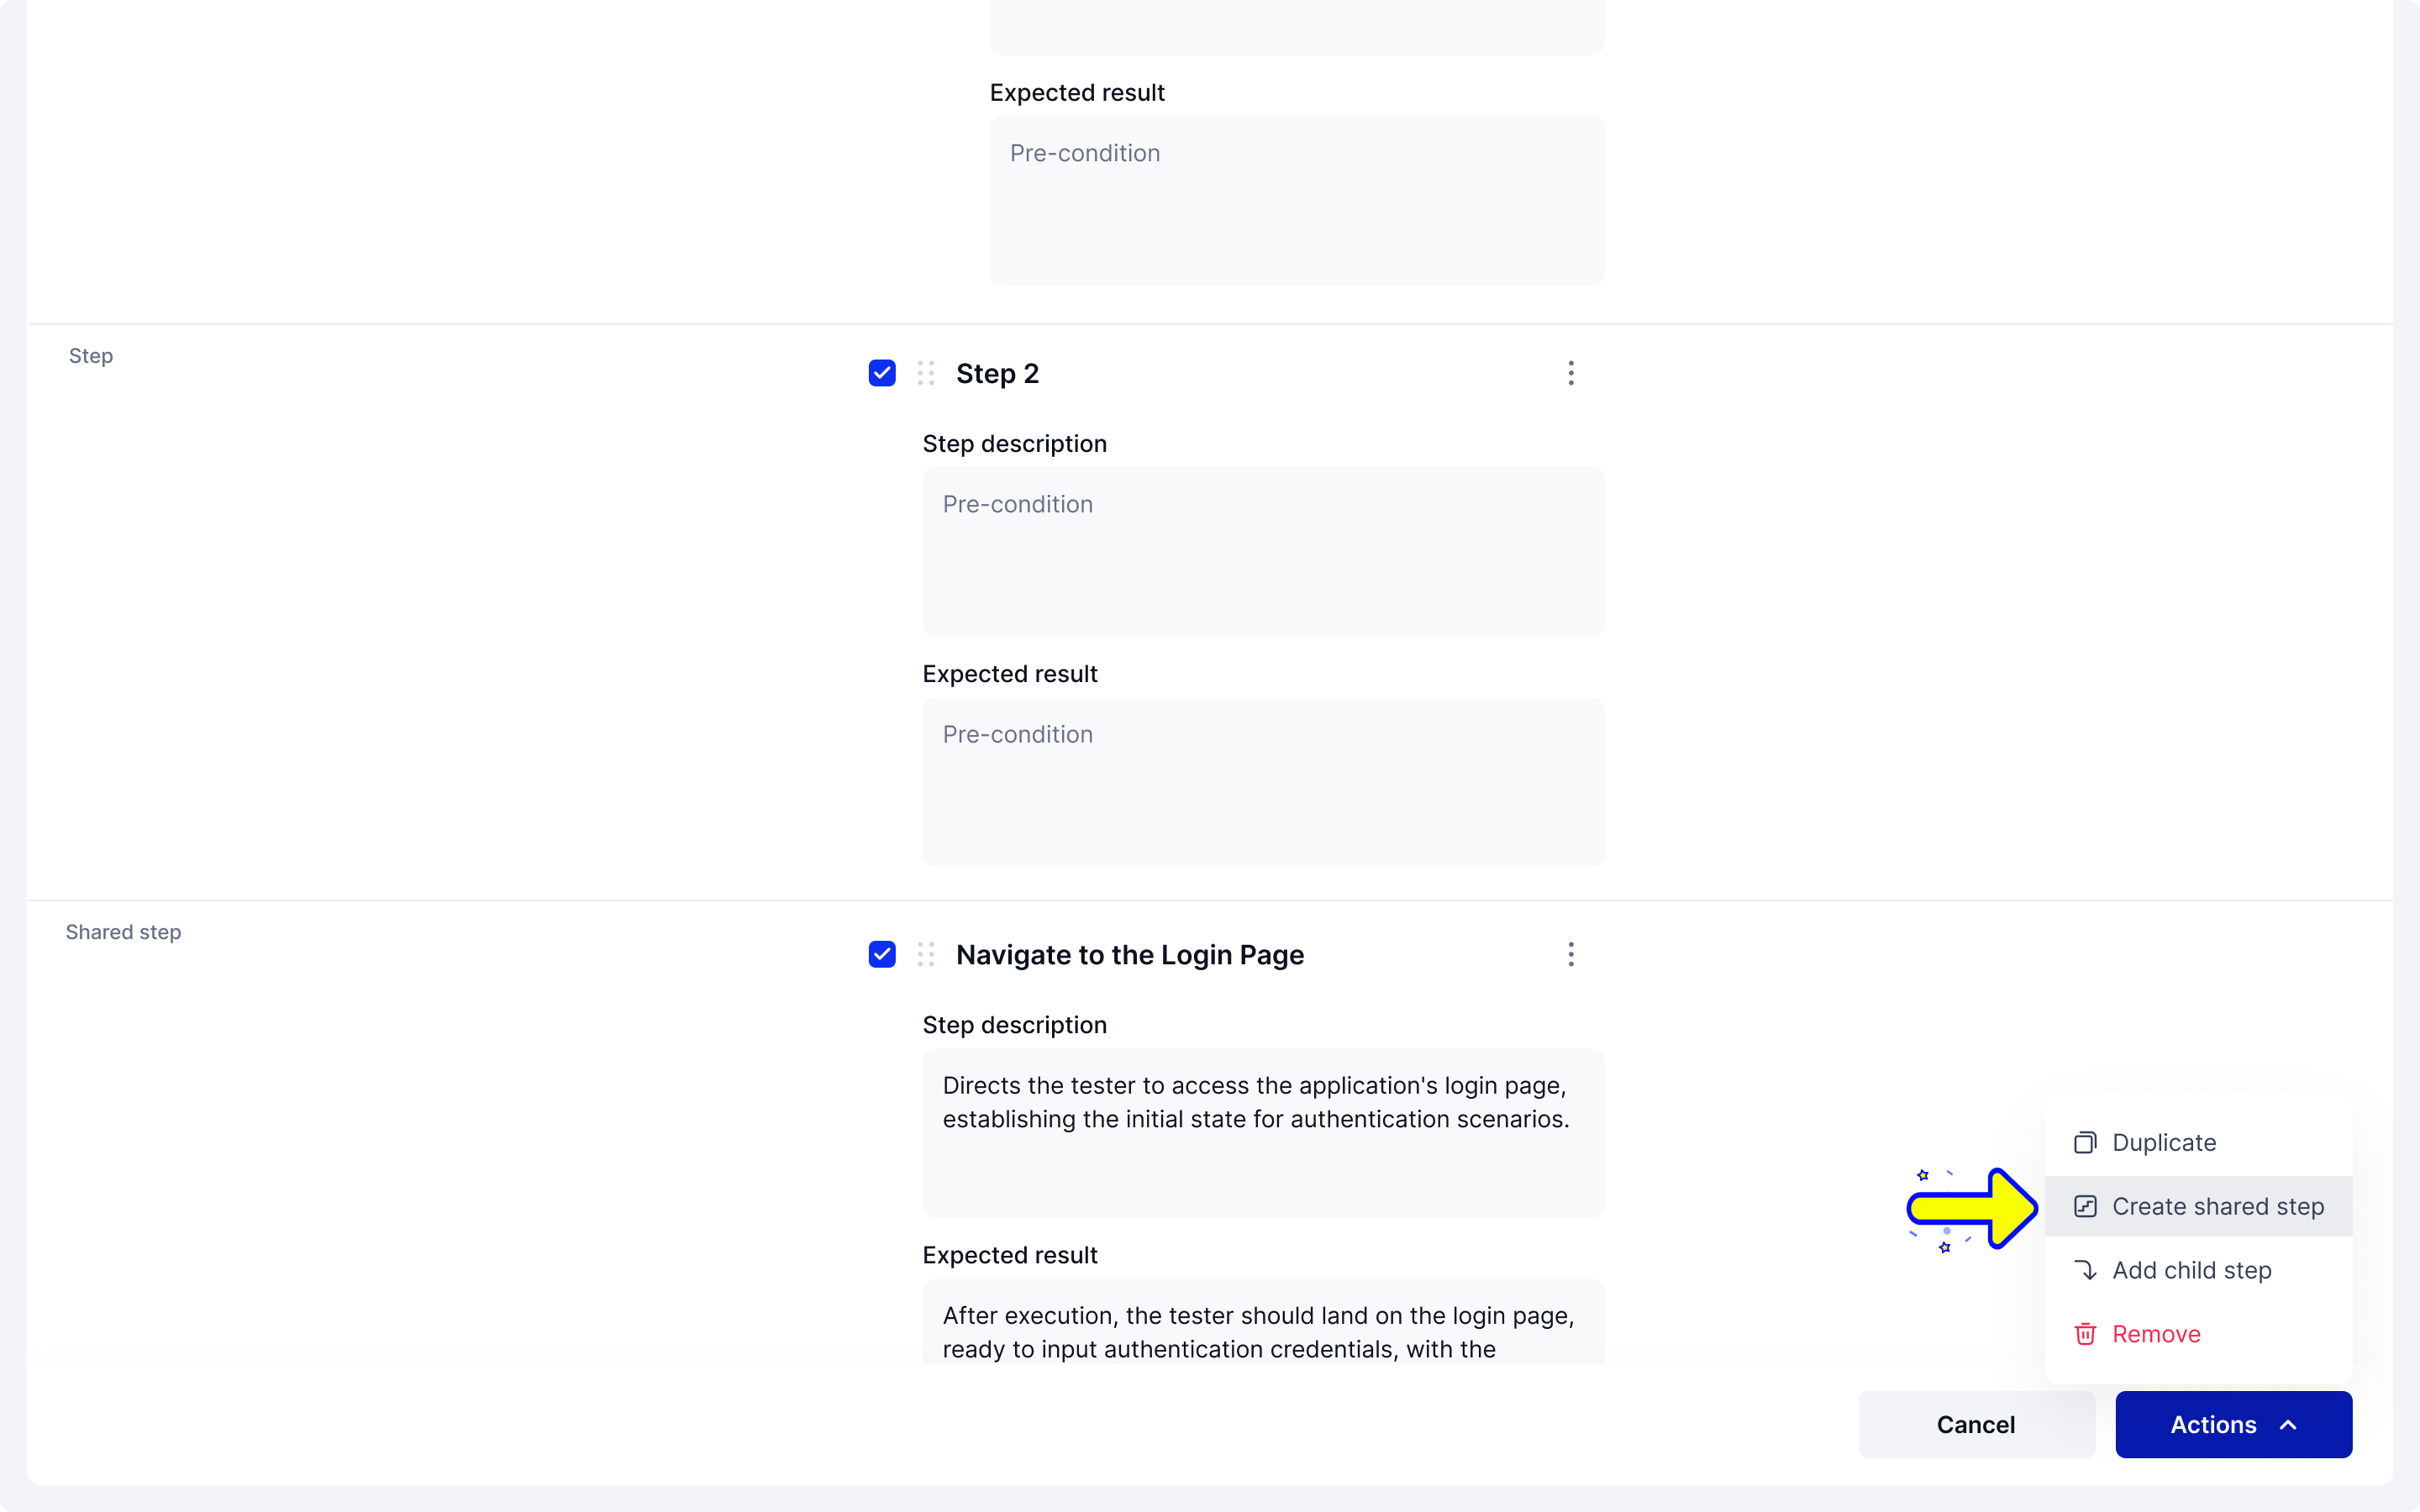 Expected result
Pre-condition
Step
Step 2
Step description
Pre-condition
Expected result
Pre-condition
Shared step
Navigate to the Login Page
Step description
Directs the tester to access the application's login page,
establishing the initial state for authentication scenarios.
Expected result
After execution, the tester should land on the login page,
ready to input authentication credentials, with the
Duplicate
Create shared step
Add child step
Remove
Cancel
Actions